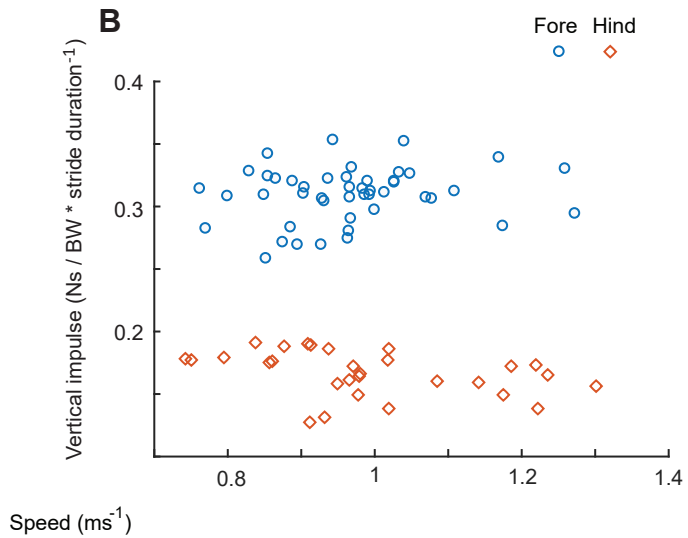 B
Fore Hind
Vertical impulse (Ns / BW * stride duration⁻¹)
0.4
0.3
0.2
0.8 1 1.2 1.4
Speed (ms⁻¹)